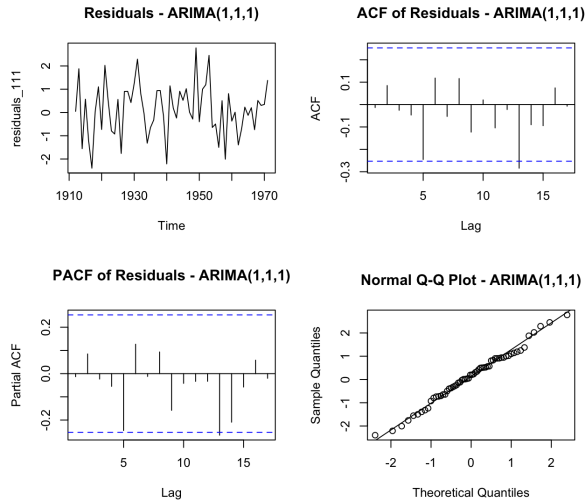 Residuals - ARIMA(1,1,1)
residuals_111
-2 -1 0 1 2
1910 1930 1950 1970
Time
ACF of Residuals - ARIMA(1,1,1)
ACF
-0.3 -0.1 0.1
5 10 15
Lag
PACF of Residuals - ARIMA(1,1,1)
Partial ACF
-0.2 0.0 0.2
5 10 15
Lag
Normal Q-Q Plot - ARIMA(1,1,1)
Sample Quantiles
-2 -1 0 1 2
-2 -1 0 1 2
Theoretical Quantiles